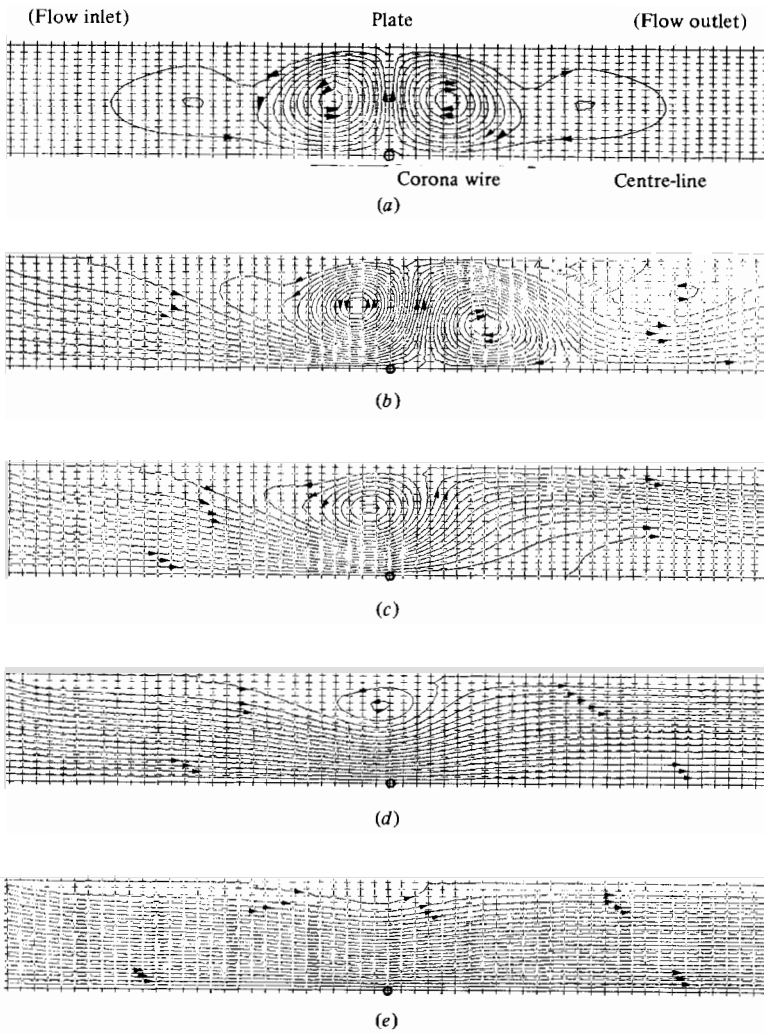 (Flow inlet) Plate (Flow outlet)
Corona wire Centre-line
(a)
(b)
(c)
(d)
(e)